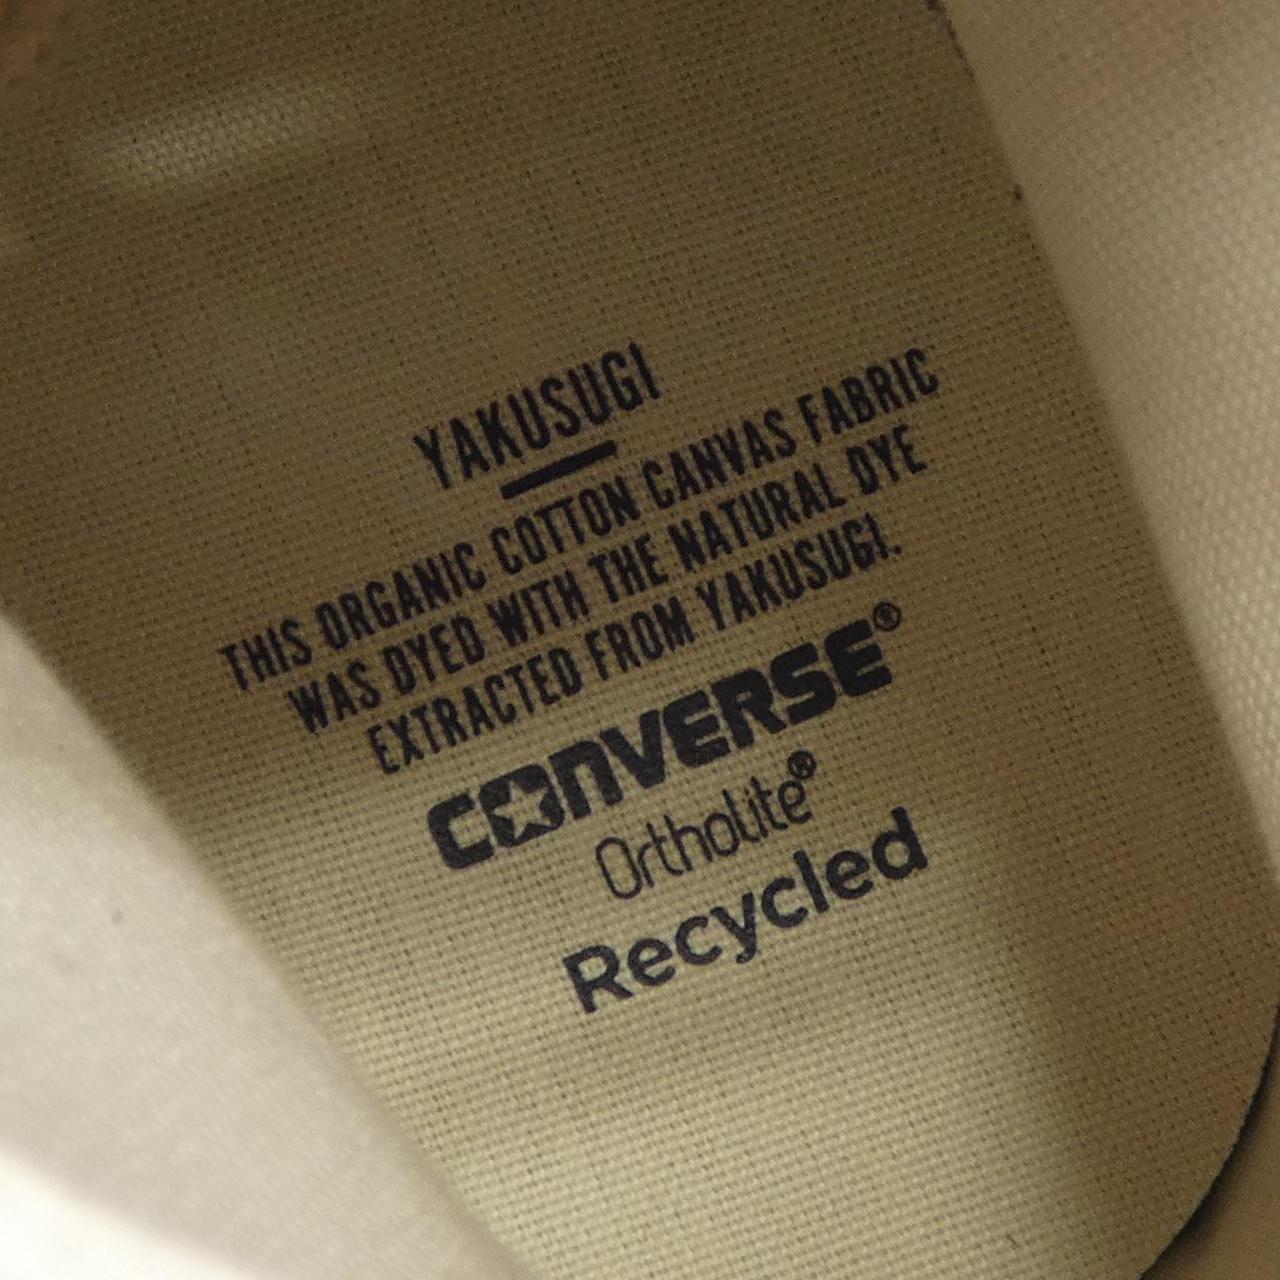 YAKUSUGI
THIS ORGANIC COTTON CANVAS FABRIC
WAS DYED WITH THE NATURAL DYE
EXTRACTED FROM YAKUSUGI.
CONVERSE®
Ortholite®
Recycled